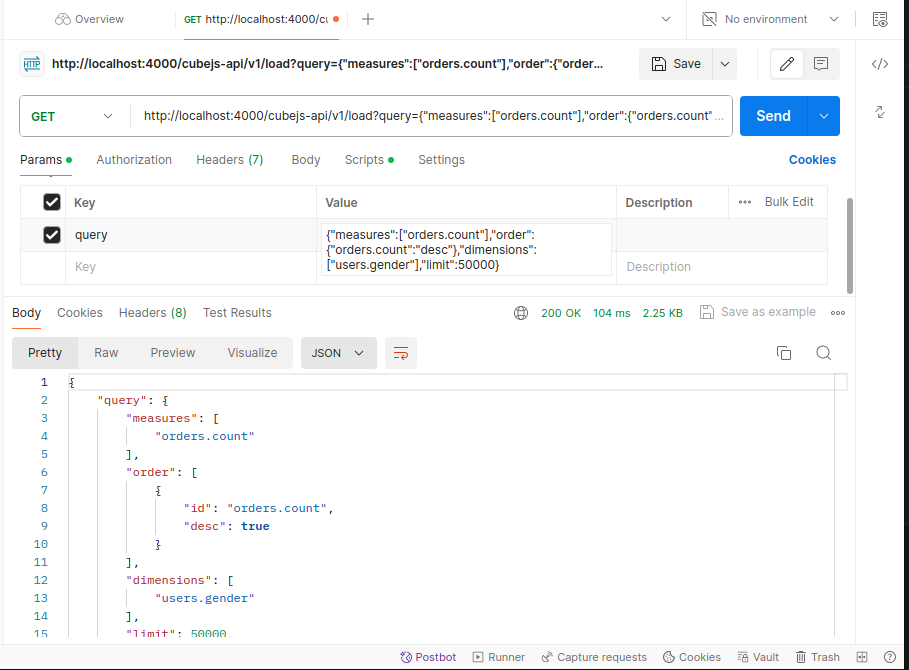 Overview
GET http://localhost:4000/cu
No environment
HTTP
http://localhost:4000/cubejs-api/v1/load?query={"measures":["orders.count"],"order":{"order...
Save
GET
http://localhost:4000/cubejs-api/v1/load?query={"measures":["orders.count"],"order":{"orders.count" ...
Send
Params
Authorization
Headers (7)
Body
Scripts
Settings
Cookies
Key
Value
Description
Bulk Edit
query
{"measures":["orders.count"],"order":
{"orders.count":"desc"},"dimensions":
["users.gender"],"limit":50000}
Key
Description
Body
Cookies
Headers (8)
Test Results
200 OK
104 ms
2.25 KB
Save as example
Pretty
Raw
Preview
Visualize
JSON
1 {
2 "query": {
3 "measures": [
4 "orders.count"
5 ],
6 "order": [
7 {
8 "id": "orders.count",
9 "desc": true
10 }
11 ],
12 "dimensions": [
13 "users.gender"
14 ],
15 "limit": 50000,
Postbot
Runner
Capture requests
Cookies
Vault
Trash